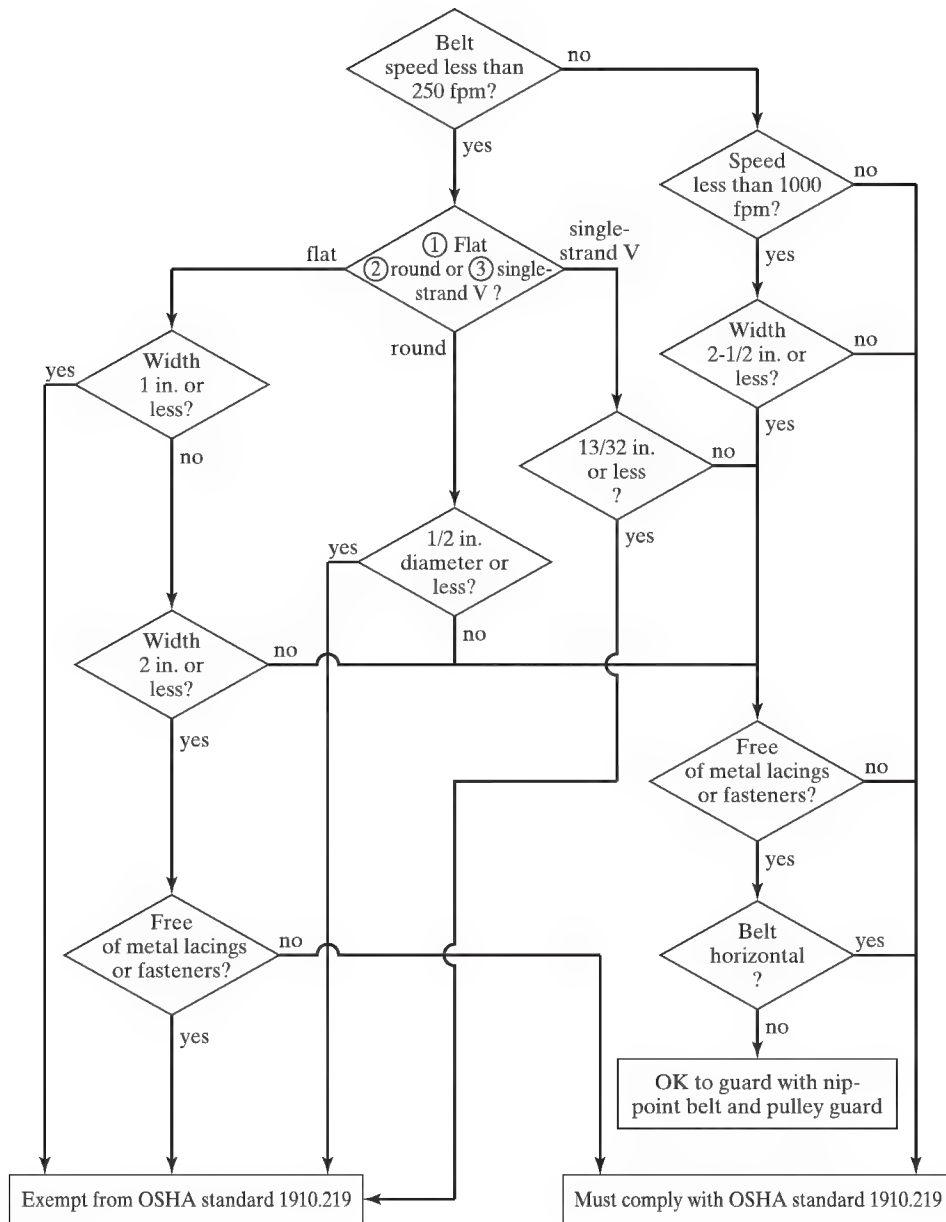 Belt
speed less than
250 fpm?
no
yes
Speed
less than 1000
fpm?
no
yes
single-
strand V
flat
① Flat
② round or ③ single-
strand V ?
round
Width
2-1/2 in. or
less?
no
yes
yes
Width
1 in. or
less?
no
13/32 in.
or less
?
no
yes
yes
1/2 in.
diameter or
less?
no
Width
2 in. or
less?
no
yes
Free
of metal lacings
or fasteners?
no
yes
Free
of metal lacings
or fasteners?
no
yes
Belt
horizontal
?
yes
no
OK to guard with nip-
point belt and pulley guard
Exempt from OSHA standard 1910.219
Must comply with OSHA standard 1910.219